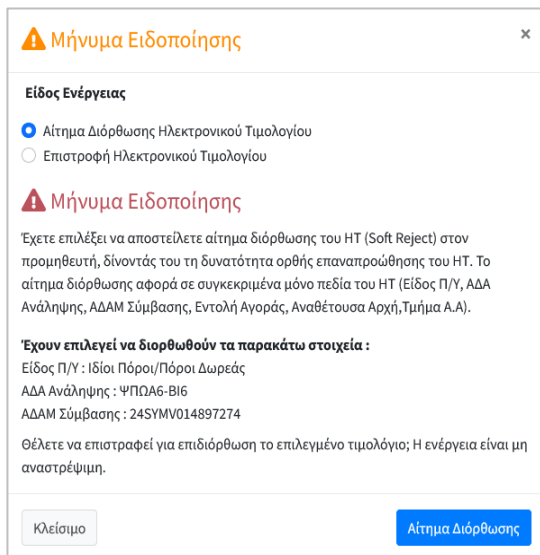 Μήνυμα Ειδοποίησης
×
Είδος Ενέργειας
Αίτημα Διόρθωσης Ηλεκτρονικού Τιμολογίου
Επιστροφή Ηλεκτρονικού Τιμολογίου
Μήνυμα Ειδοποίησης
Έχετε επιλέξει να αποστείλετε αίτημα διόρθωσης του ΗΤ (Soft Reject) στον
προμηθευτή, δίνοντάς του τη δυνατότητα ορθής επαναπροώθησης του ΗΤ. Το
αίτημα διόρθωσης αφορά σε συγκεκριμένα μόνο πεδία του ΗΤ (Είδος Π/Υ, ΑΔΑ
Ανάληψης, ΑΔΑΜ Σύμβασης, Εντολή Αγοράς, Αναθέτουσα Αρχή,Τμήμα Α.Α).
Έχουν επιλεγεί να διορθωθούν τα παρακάτω στοιχεία :
Είδος Π/Υ : Ιδίοι Πόροι/Πόροι Δωρεάς
ΑΔΑ Ανάληψης : ΨΠΩΑ6-ΒΙ6
ΑΔΑΜ Σύμβασης : 24SYMV014897274
Θέλετε να επιστραφεί για επιδιόρθωση το επιλεγμένο τιμολόγιο; Η ενέργεια είναι μη
αναστρέψιμη.
Κλείσιμο
Αίτημα Διόρθωσης